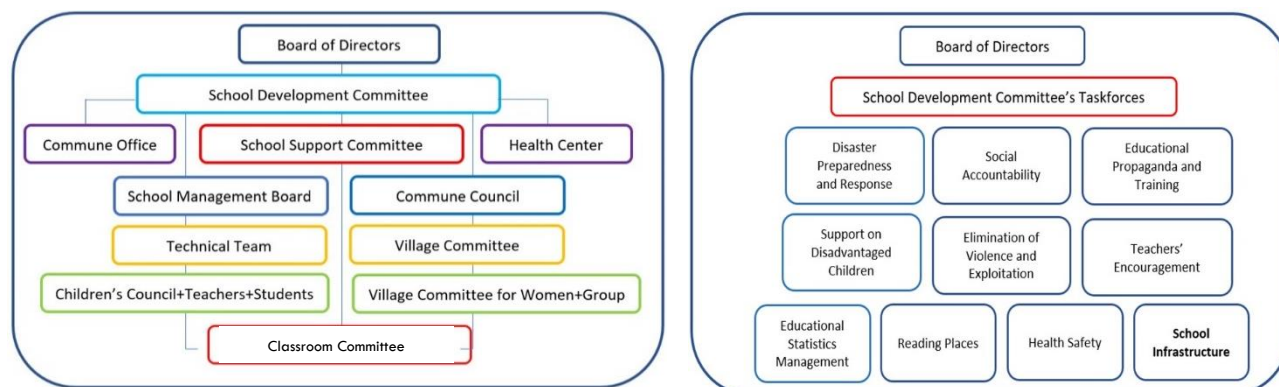 Board of Directors
School Development Committee
Commune Office
School Support Committee
Health Center
School Management Board
Commune Council
Technical Team
Village Committee
Children's Council+Teachers+Students
Village Committee for Women+Group
Classroom Committee
Board of Directors
School Development Committee's Taskforces
Disaster
Preparedness
and Response
Social
Accountability
Educational
Propaganda and
Training
Support on
Disadvantaged
Children
Elimination of
Violence and
Exploitation
Teachers'
Encouragement
Educational
Statistics
Management
Reading Places
Health Safety
School
Infrastructure